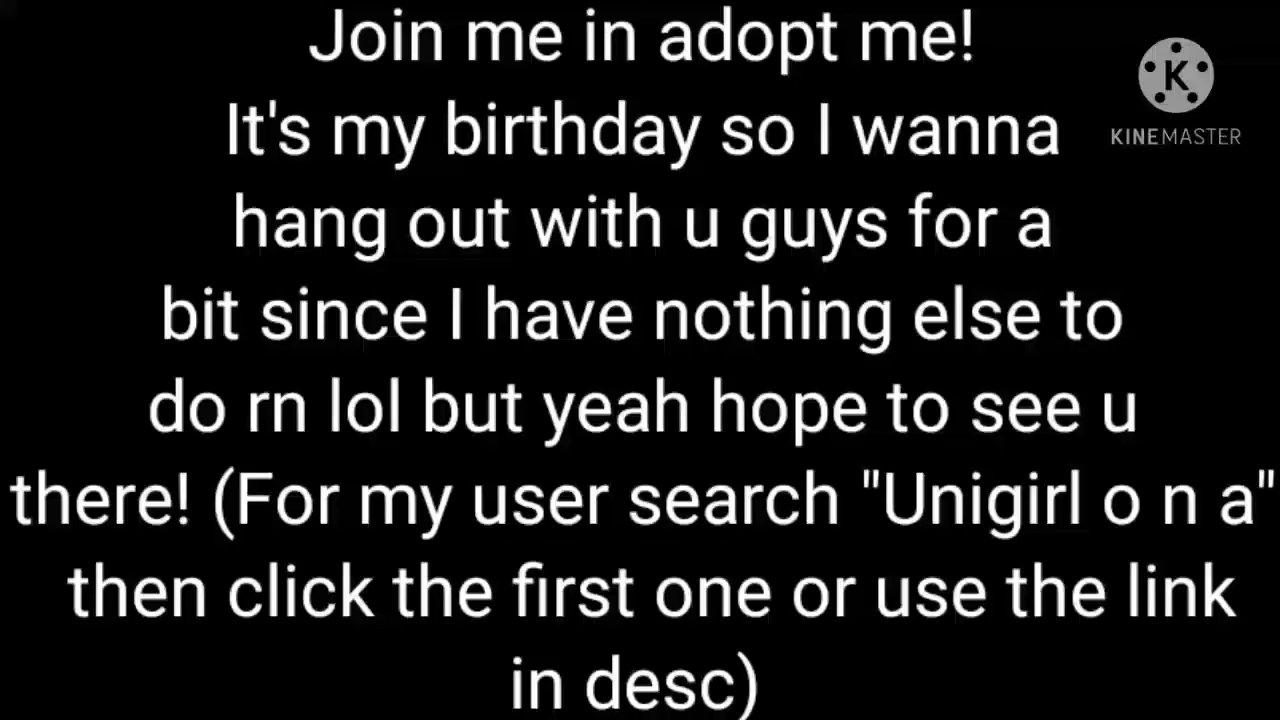 Join me in adopt me!
It's my birthday so I wanna
hang out with u guys for a
bit since I have nothing else to
do rn lol but yeah hope to see u
there! (For my user search "Unigirl o n a"
then click the first one or use the link
in desc)
K
KINEMASTER